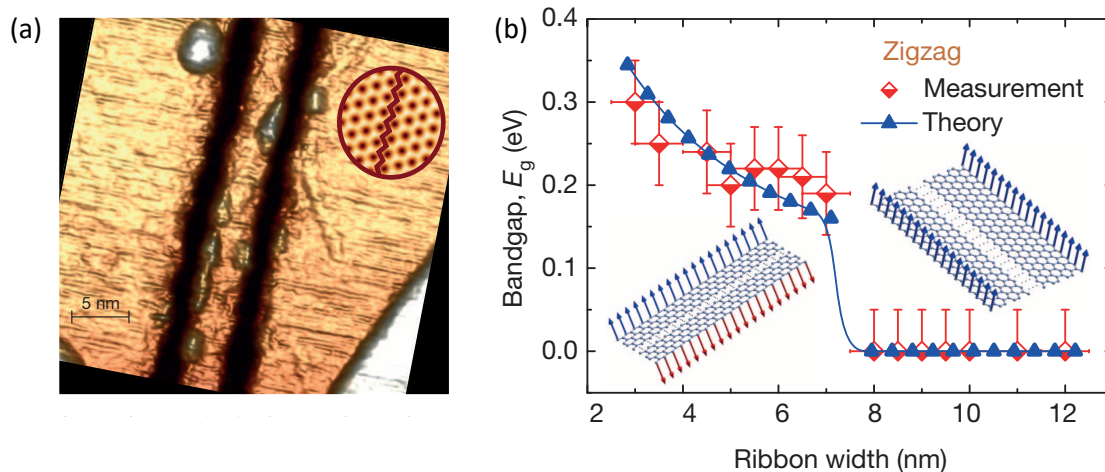 (a)
5 nm
(b)
Bandgap, E_g (eV)
0.4
0.3
0.2
0.1
0.0
Zigzag
Measurement
Theory
2
4
6
8
10
12
Ribbon width (nm)